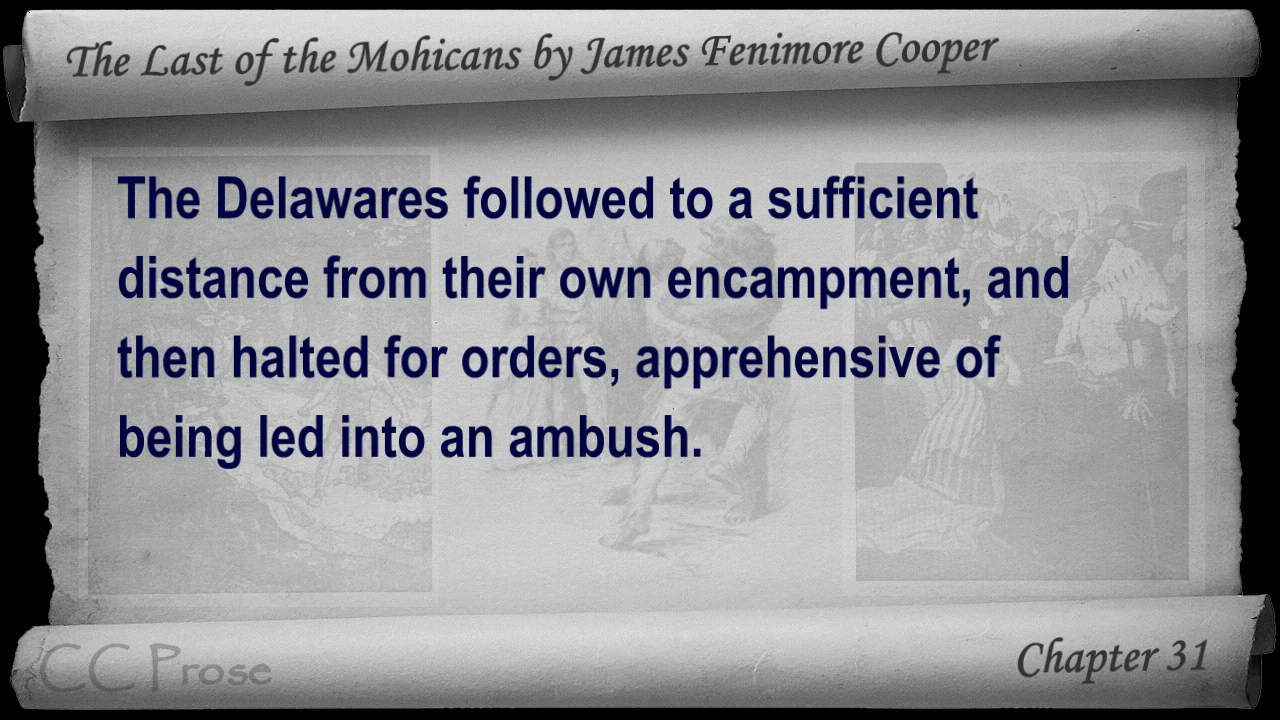 The Last of the Mohicans by James Fenimore Cooper
The Delawares followed to a sufficient
distance from their own encampment, and
then halted for orders, apprehensive of
being led into an ambush.
CC Prose
Chapter 31